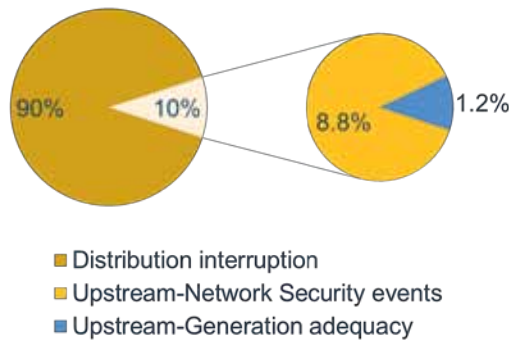 90%
10%
8.8%
1.2%
Distribution interruption
Upstream-Network Security events
Upstream-Generation adequacy